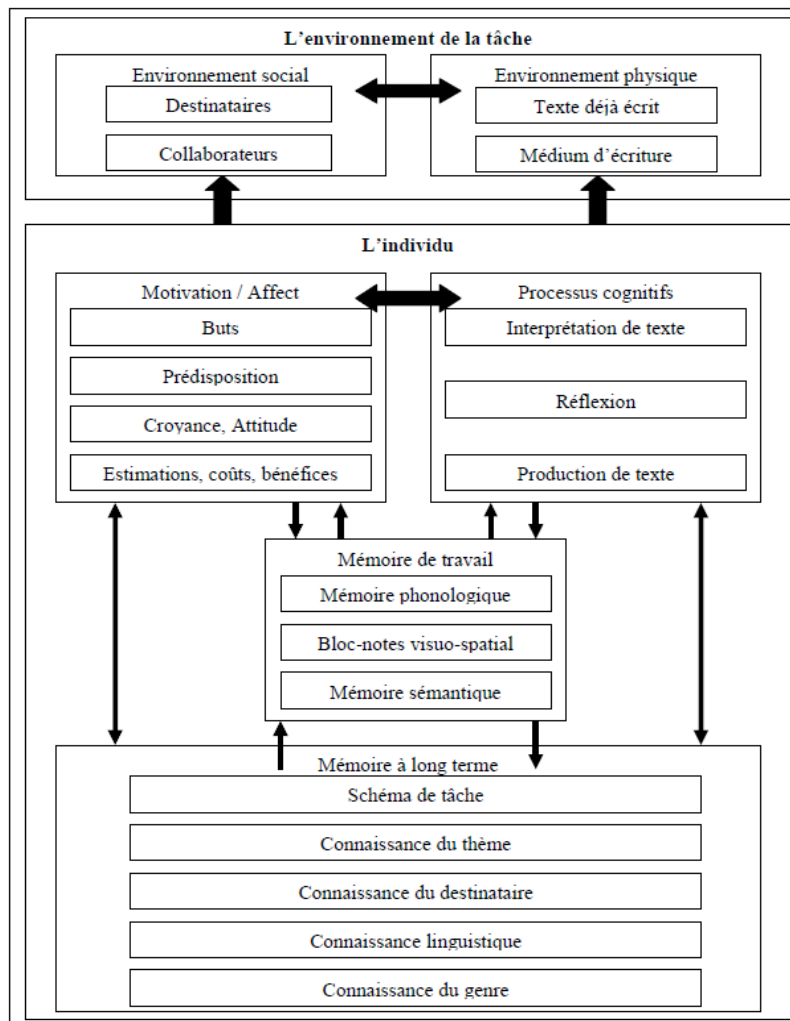 L'environnement de la tâche
Environnement social
Destinataires
Collaborateurs
Environnement physique
Texte déjà écrit
Médium d'écriture
L'individu
Motivation / Affect
Buts
Prédisposition
Croyance, Attitude
Estimations, coûts, bénéfices
Processus cognitifs
Interprétation de texte
Réflexion
Production de texte
Mémoire de travail
Mémoire phonologique
Bloc-notes visuo-spatial
Mémoire sémantique
Mémoire à long terme
Schéma de tâche
Connaissance du thème
Connaissance du destinataire
Connaissance linguistique
Connaissance du genre